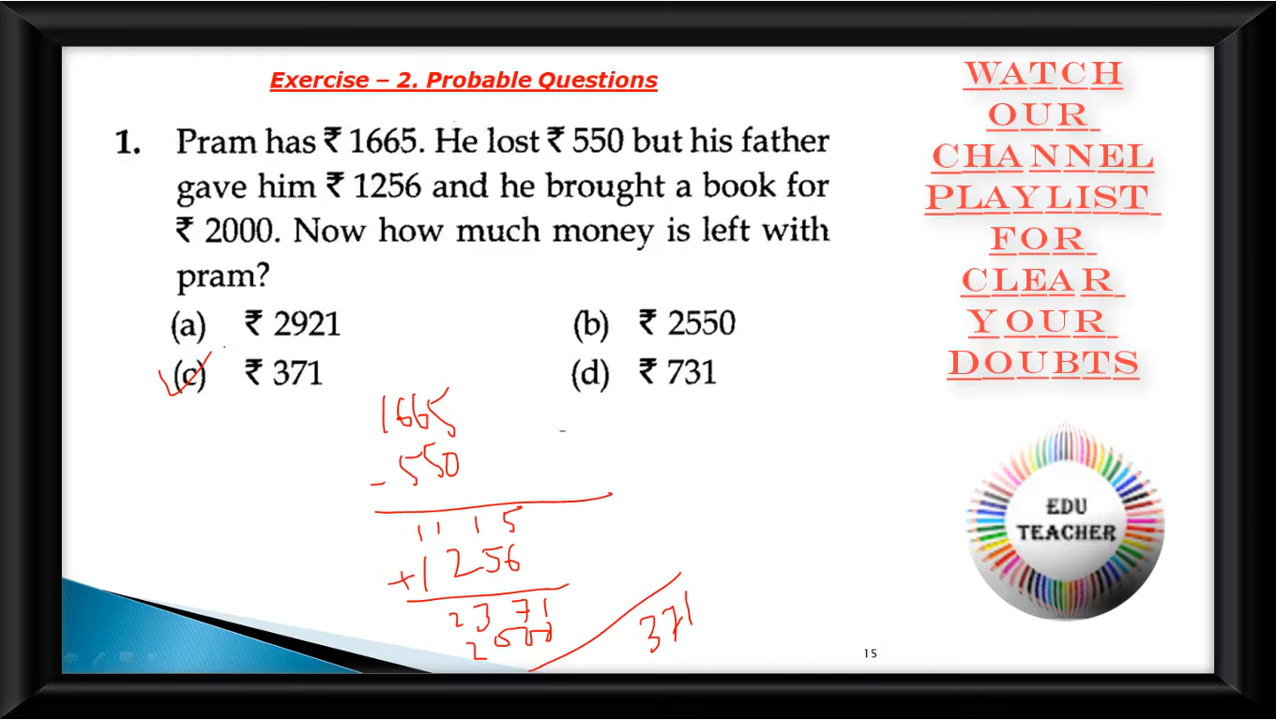 Exercise – 2. Probable Questions
1. Pram has ₹ 1665. He lost ₹ 550 but his father
gave him ₹ 1256 and he brought a book for
₹ 2000. Now how much money is left with
pram?
(a) ₹ 2921 (b) ₹ 2550
(c) ₹ 371 (d) ₹ 731
1665
- 550
1115
+1256
2371
2000
371
WATCH
OUR
CHANNEL
PLAYLIST
FOR
CLEAR
YOUR
DOUBTS
EDU
TEACHER
15